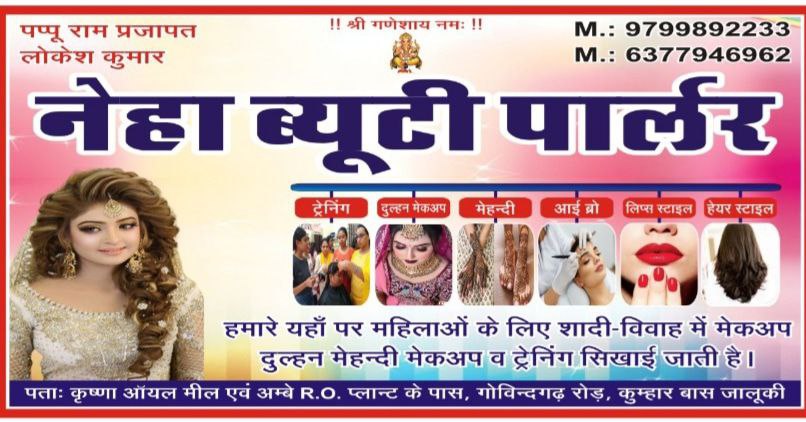 !! श्री गणेशाय नमः !!
पप्पू राम प्रजापत
लोकेश कुमार
M.: 9799892233
M.: 6377946962
नेहा ब्यूटी पार्लर
ट्रेनिंग
दुल्हन मेकअप
मेहन्दी
आई ब्रो
लिप्स स्टाइल
हेयर स्टाइल
हमारे यहाँ पर महिलाओं के लिए शादी-विवाह में मेकअप
दुल्हन मेहन्दी मेकअप व ट्रेनिंग सिखाई जाती है।
पताः कृष्णा ऑयल मील एवं अम्बे R.O. प्लान्ट के पास, गोविन्दगढ़ रोड़, कुम्हार बास जालूकी